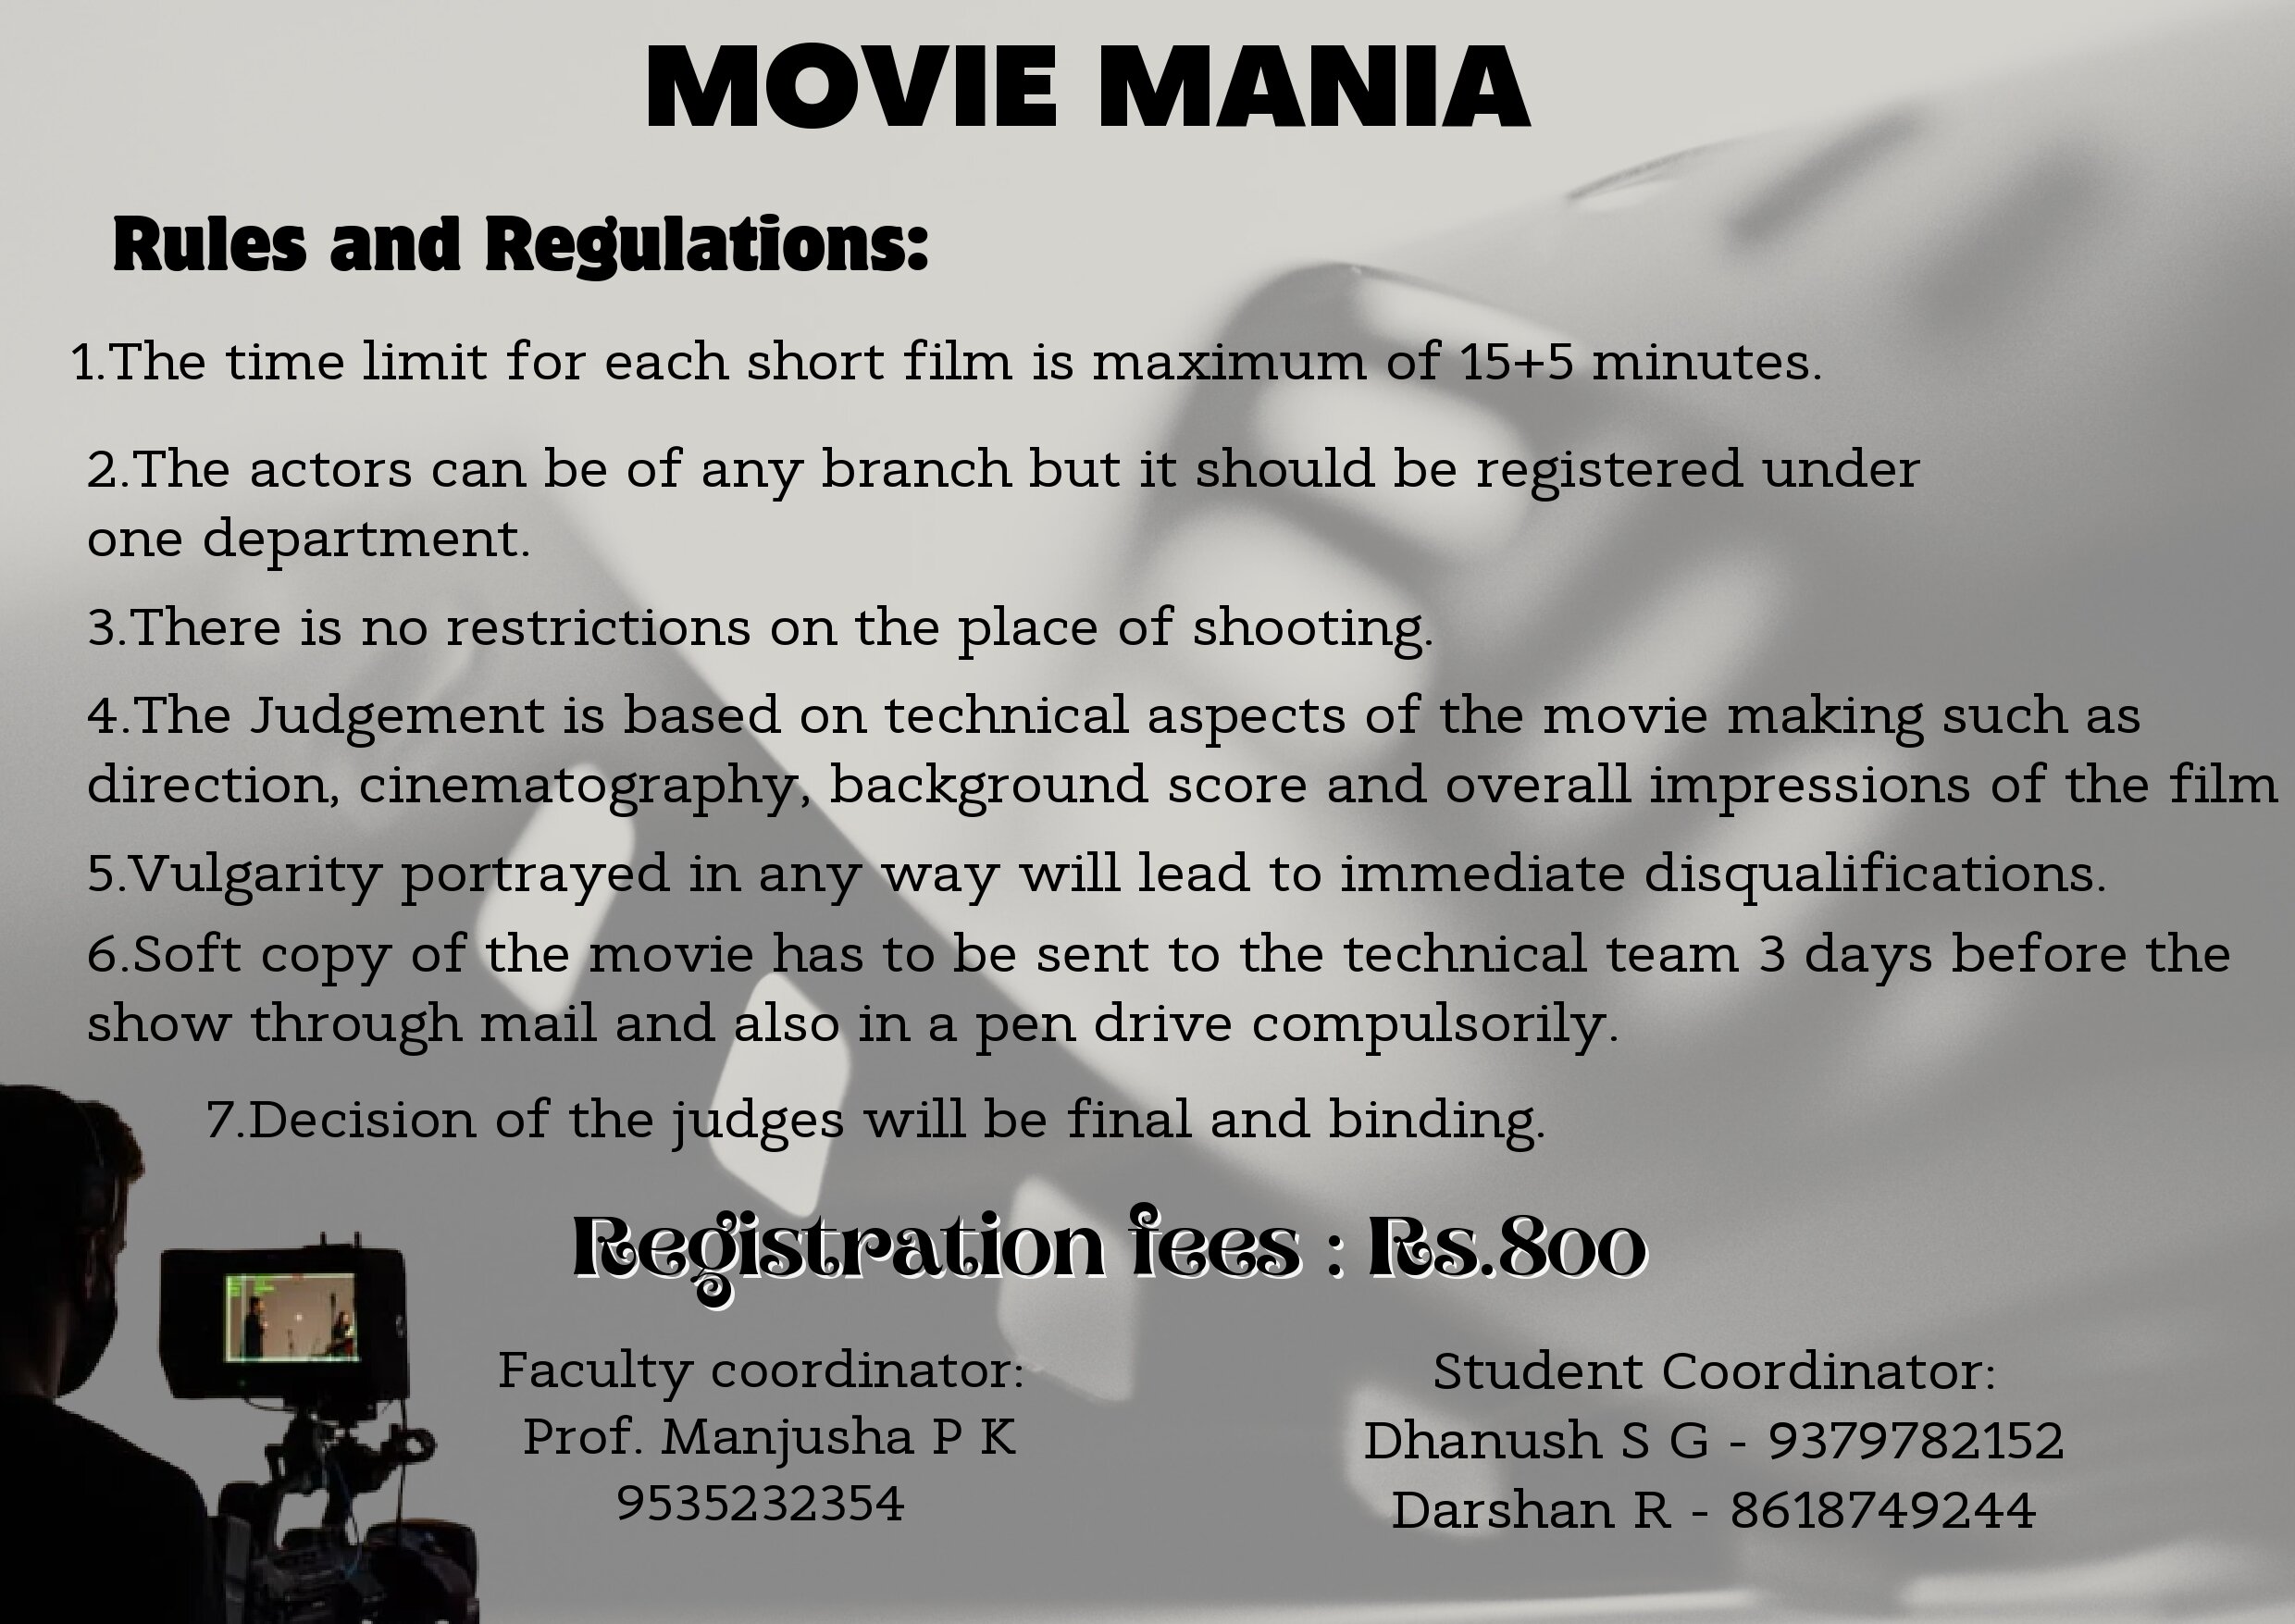 MOVIE MANIA
Rules and Regulations:
1.The time limit for each short film is maximum of 15+5 minutes.
2.The actors can be of any branch but it should be registered under
one department.
3.There is no restrictions on the place of shooting.
4.The Judgement is based on technical aspects of the movie making such as
direction, cinematography, background score and overall impressions of the film
5.Vulgarity portrayed in any way will lead to immediate disqualifications.
6.Soft copy of the movie has to be sent to the technical team 3 days before the
show through mail and also in a pen drive compulsorily.
7.Decision of the judges will be final and binding.
Registration fees : Rs.800
Faculty coordinator:
Prof. Manjusha P K
9535232354
Student Coordinator:
Dhanush S G - 9379782152
Darshan R - 8618749244